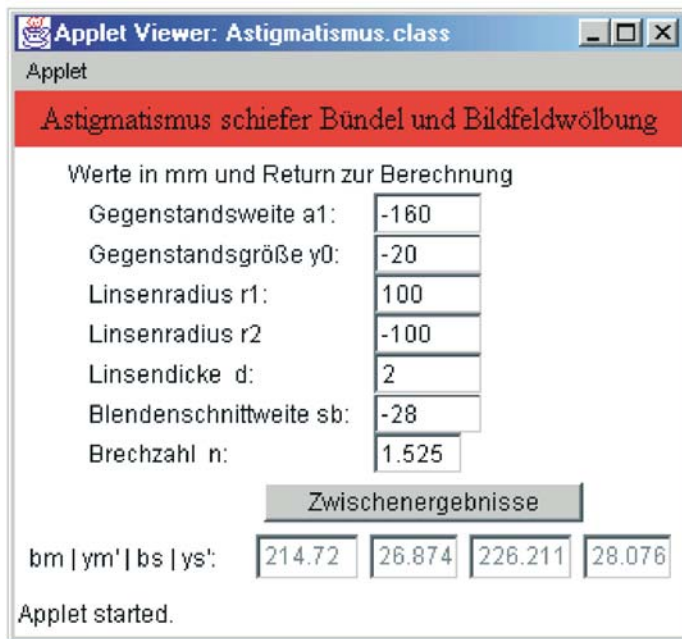 Applet Viewer: Astigmatismus.class
Applet
Astigmatismus schiefer Bündel und Bildfeldwölbung
Werte in mm und Return zur Berechnung
Gegenstandsweite a1: -160
Gegenstandsgröße y0: -20
Linsenradius r1: 100
Linsenradius r2 -100
Linsendicke d: 2
Blendenschnittweite sb: -28
Brechzahl n: 1.525
Zwischenergebnisse
bm | ym' | bs | ys': 214.72 26.874 226.211 28.076
Applet started.